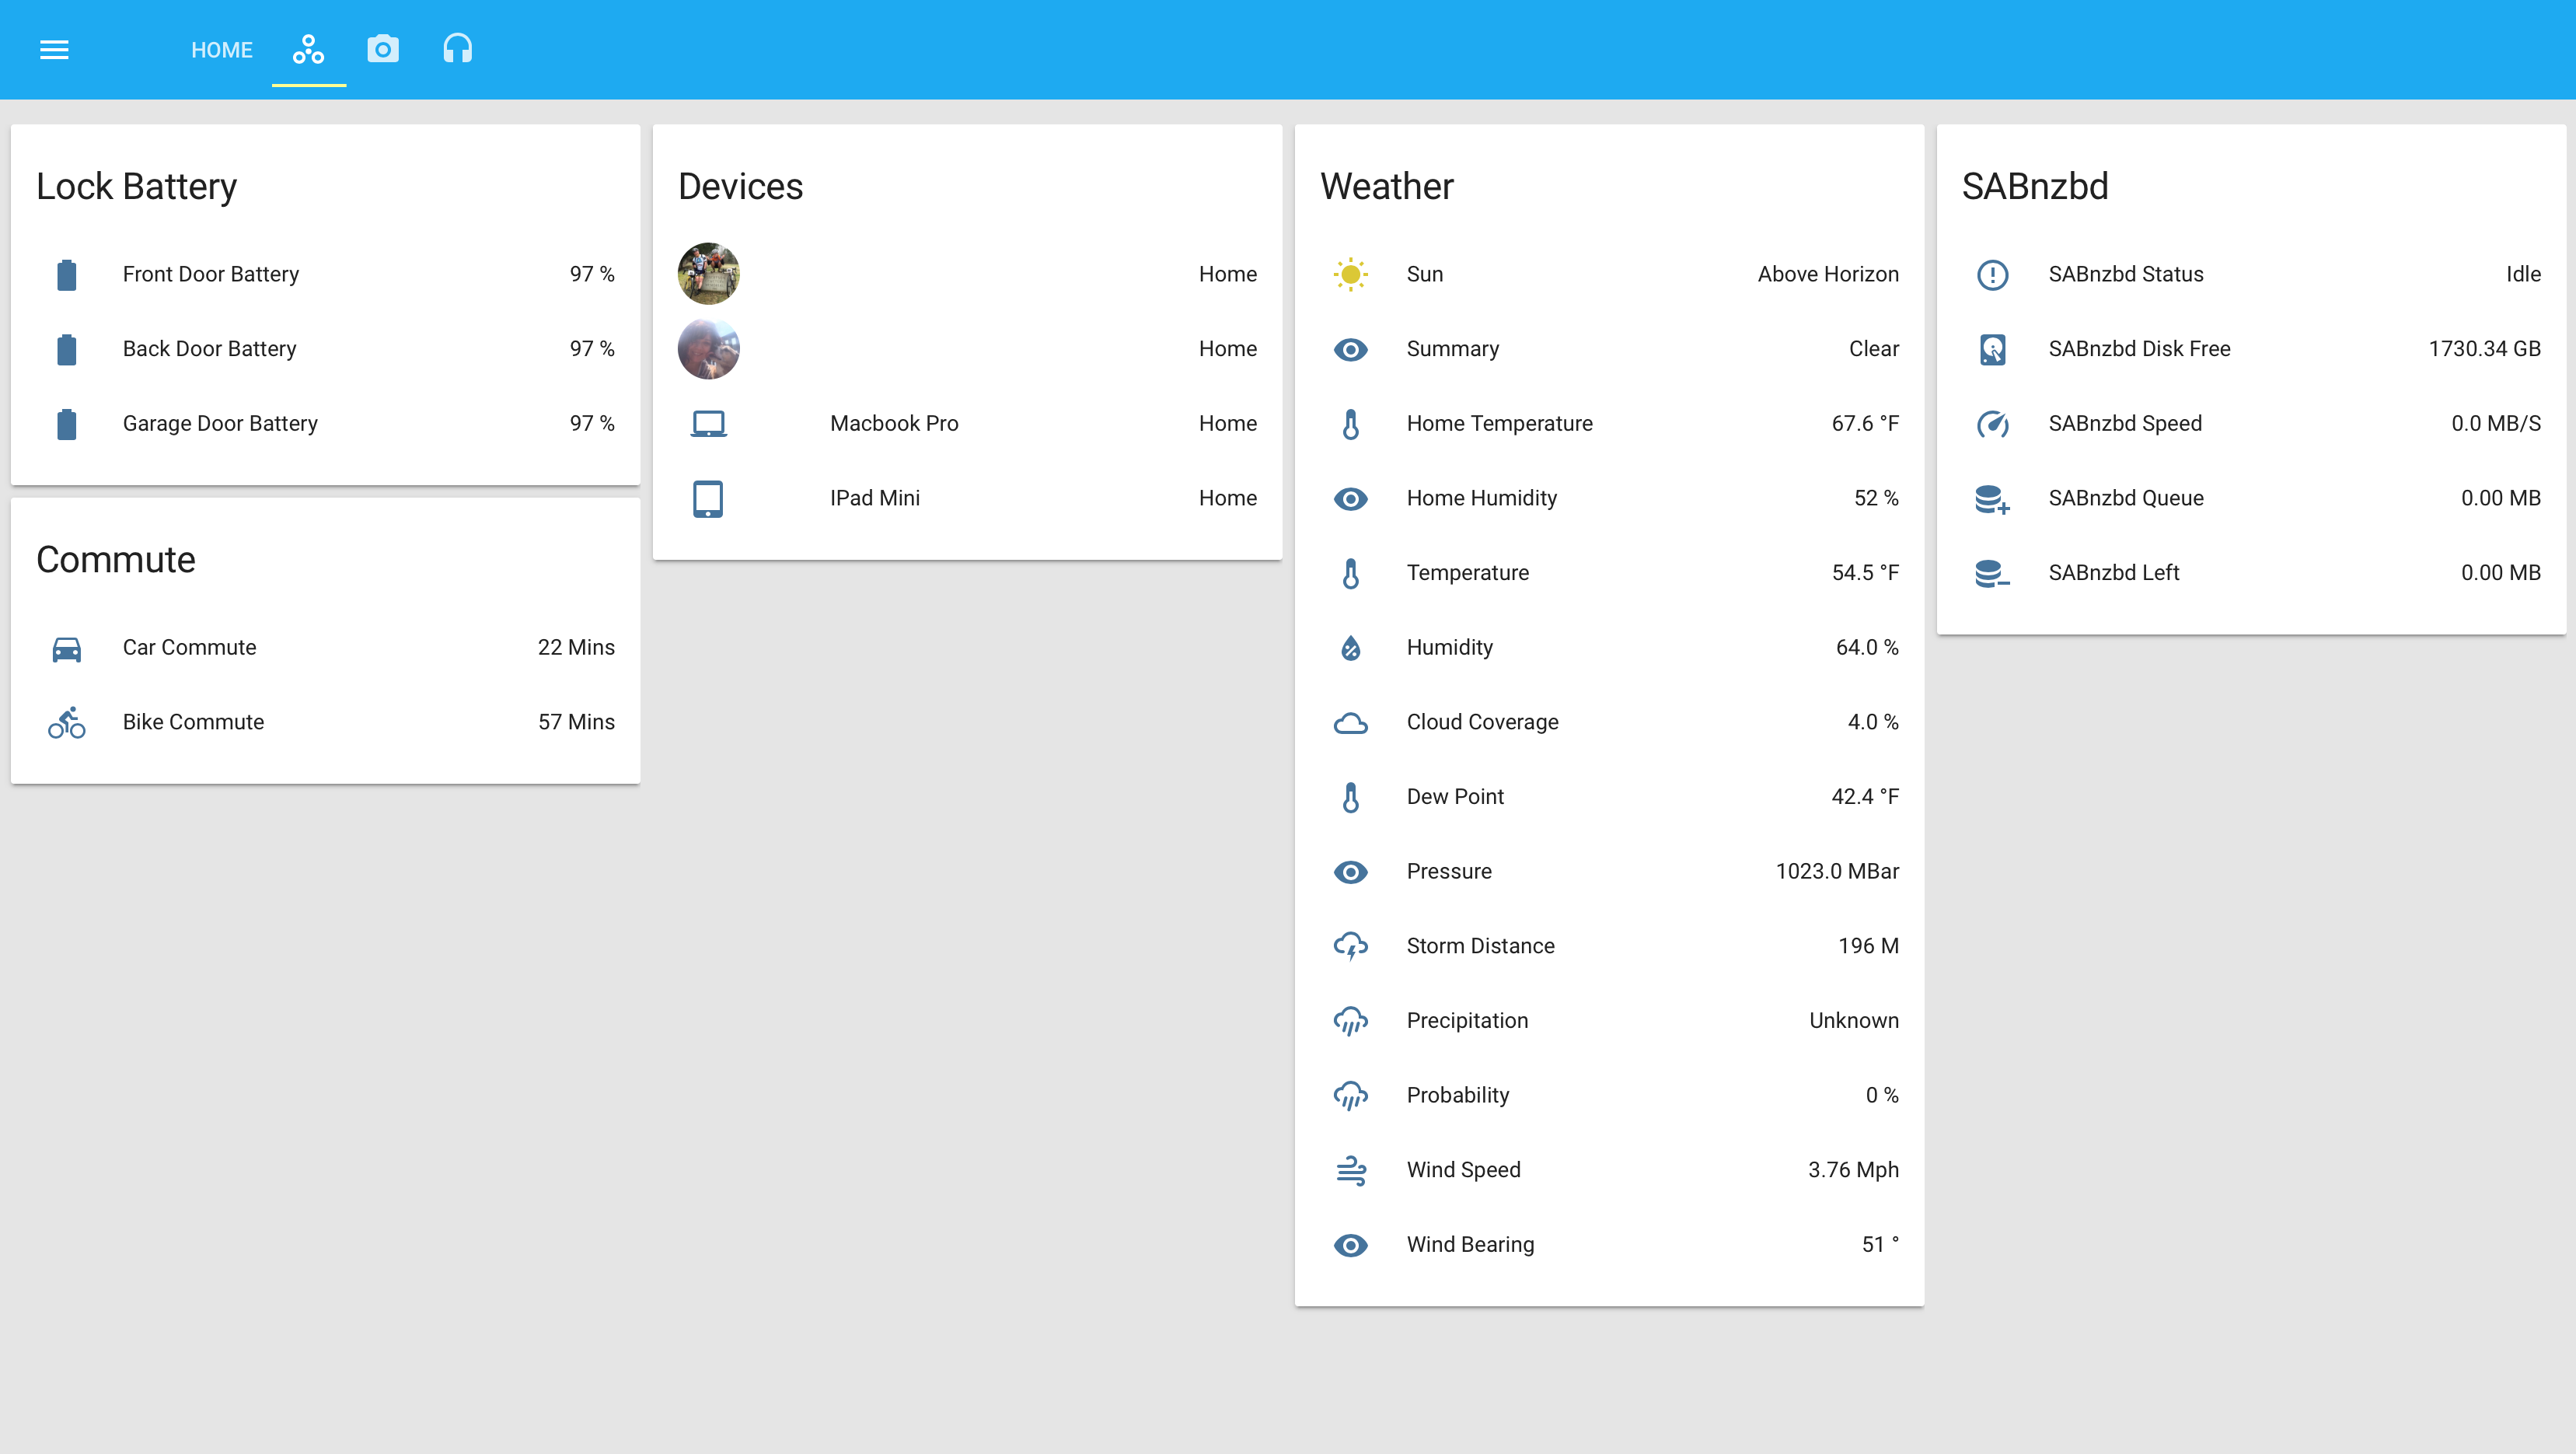 HOME
Lock Battery
Front Door Battery 97 %
Back Door Battery 97 %
Garage Door Battery 97 %
Commute
Car Commute 22 Mins
Bike Commute 57 Mins
Devices
Home
Home
Macbook Pro Home
IPad Mini Home
Weather
Sun Above Horizon
Summary Clear
Home Temperature 67.6 °F
Home Humidity 52 %
Temperature 54.5 °F
Humidity 64.0 %
Cloud Coverage 4.0 %
Dew Point 42.4 °F
Pressure 1023.0 MBar
Storm Distance 196 M
Precipitation Unknown
Probability 0 %
Wind Speed 3.76 Mph
Wind Bearing 51 °
SABnzbd
SABnzbd Status Idle
SABnzbd Disk Free 1730.34 GB
SABnzbd Speed 0.0 MB/S
SABnzbd Queue 0.00 MB
SABnzbd Left 0.00 MB